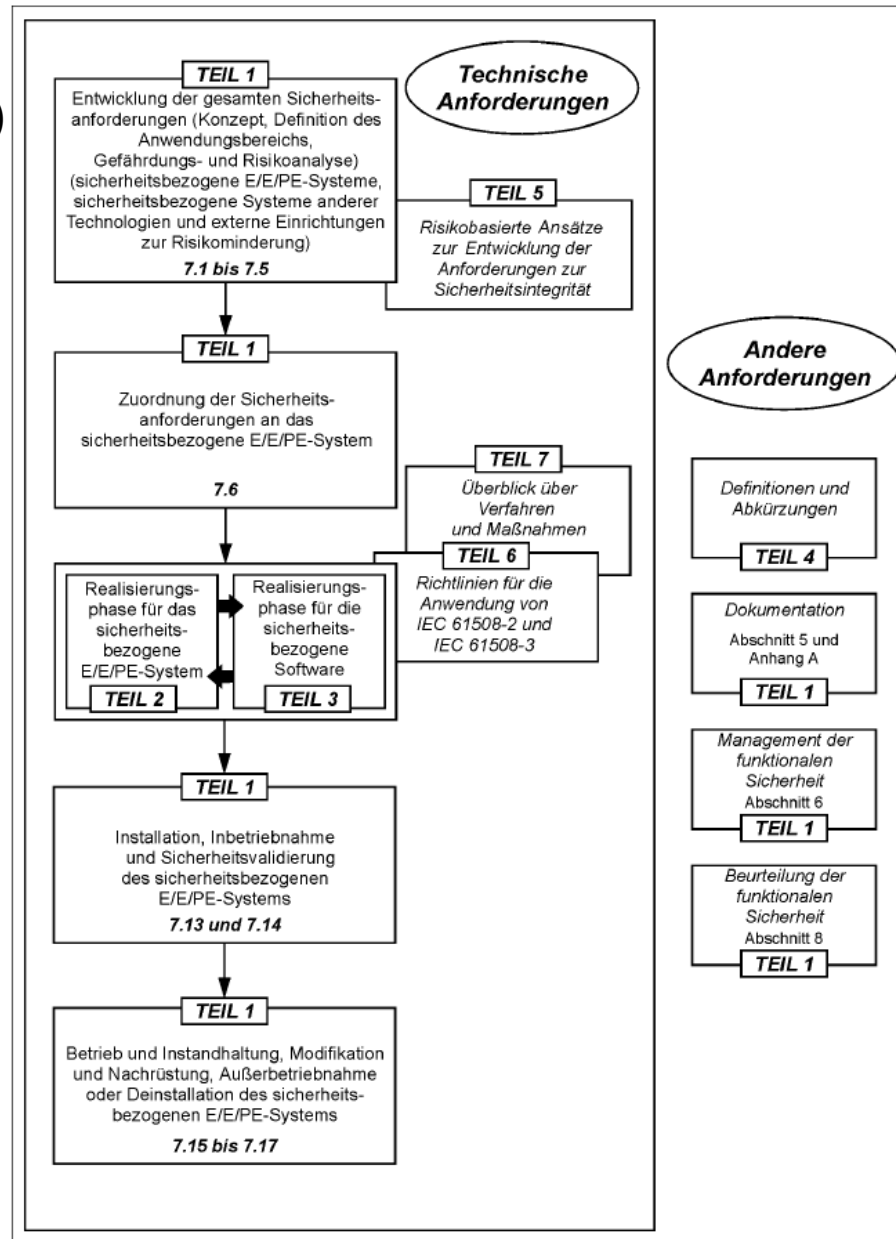 TEIL 1
Entwicklung der gesamten Sicherheits-
anforderungen (Konzept, Definition des
Anwendungsbereichs,
Gefährdungs- und Risikoanalyse)
(sicherheitsbezogene E/E/PE-Systeme,
sicherheitsbezogene Systeme anderer
Technologien und externe Einrichtungen
zur Risikominderung)
7.1 bis 7.5
Technische
Anforderungen
TEIL 5
Risikobasierte Ansätze
zur Entwicklung der
Anforderungen zur
Sicherheitsintegrität
TEIL 1
Zuordnung der Sicherheits-
anforderungen an das
sicherheitsbezogene E/E/PE-System
7.6
TEIL 7
Überblick über
Verfahren
und Maßnahmen
TEIL 6
Richtlinien für die
Anwendung von
IEC 61508-2 und
IEC 61508-3
Realisierungs-
phase für das
sicherheits-
bezogene
E/E/PE-System
TEIL 2
Realisierungs-
phase für die
sicherheits-
bezogene
Software
TEIL 3
TEIL 1
Installation, Inbetriebnahme
und Sicherheitsvalidierung
des sicherheitsbezogenen
E/E/PE-Systems
7.13 und 7.14
TEIL 1
Betrieb und Instandhaltung, Modifikation
und Nachrüstung, Außerbetriebnahme
oder Deinstallation des sicherheits-
bezogenen E/E/PE-Systems
7.15 bis 7.17
Andere
Anforderungen
Definitionen und
Abkürzungen
TEIL 4
Dokumentation
Abschnitt 5 und
Anhang A
TEIL 1
Management der
funktionalen
Sicherheit
Abschnitt 6
TEIL 1
Beurteilung der
funktionalen
Sicherheit
Abschnitt 8
TEIL 1